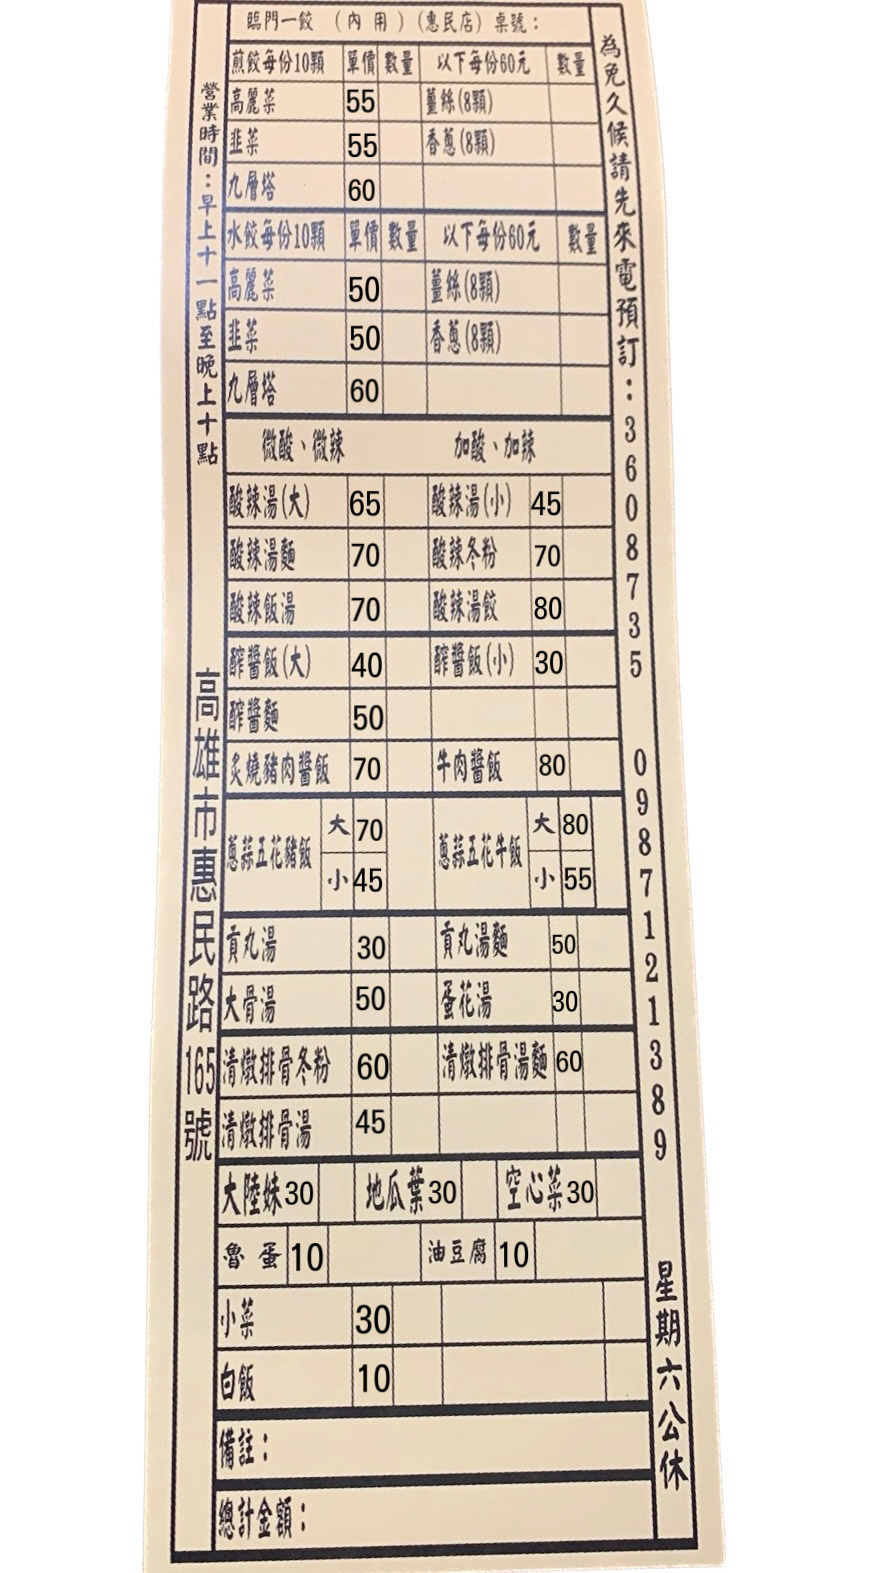 臨門一餃 （內 用）（惠民店）桌號：
煎餃每份10顆 單價 數量 以下每份60元 數量
高麗菜 55 薑絲(8顆)
韭菜 55 香蔥(8顆)
九層塔 60
水餃每份10顆 單價 數量 以下每份60元 數量
高麗菜 50 薑絲(8顆)
韭菜 50 香蔥(8顆)
九層塔 60
微酸、微辣 加酸、加辣
酸辣湯(大) 65 酸辣湯(小) 45
酸辣湯麵 70 酸辣冬粉 70
酸辣飯湯 70 酸辣湯餃 80
醡醬飯(大) 40 醡醬飯(小) 30
醡醬麵 50
炙燒豬肉醬飯 70 牛肉醬飯 80
蔥蒜五花豬飯 大 70 小 45 蔥蒜五花牛飯 大 80 小 55
貢丸湯 30 貢丸湯麵 50
大骨湯 50 蛋花湯 30
清燉排骨冬粉 60 清燉排骨湯麵 60
清燉排骨湯 45
大陸妹30 地瓜葉30 空心菜30
魯蛋 10 油豆腐 10
小菜 30
白飯 10
備註：
總計金額：
營業時間：早上十一點至晚上十點
高雄市惠民路165號
為免久候請先來電預訂：3608735 0987121389
星期六公休